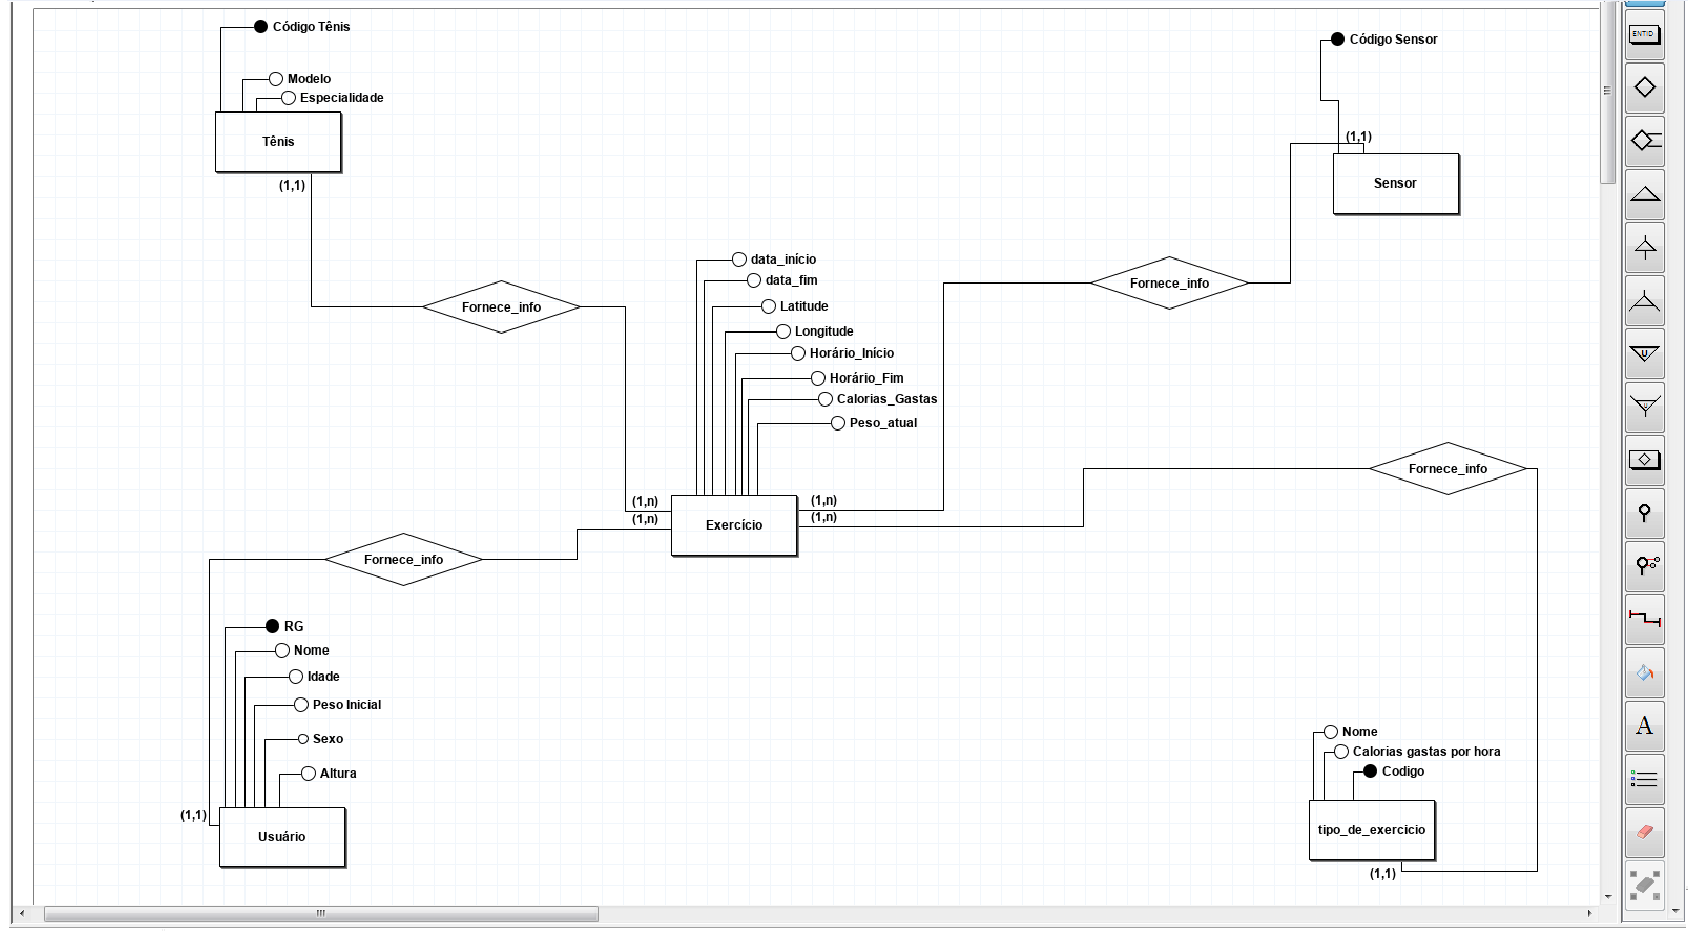 Código Tênis
Modelo
Especialidade
Tênis
(1,1)
Código Sensor
(1,1)
Sensor
ENTID
Fornece_info
Fornece_info
data_início
data_fim
Latitude
Longitude
Horário_Início
Horário_Fim
Calorias_Gastas
Peso_atual
Fornece_info
(1,n)
(1,n)
Exercício
(1,n)
(1,n)
Fornece_info
RG
Nome
Idade
Peso Inicial
Sexo
Altura
(1,1)
Usuário
Nome
Calorias gastas por hora
Codigo
tipo_de_exercicio
(1,1)
U
U
A